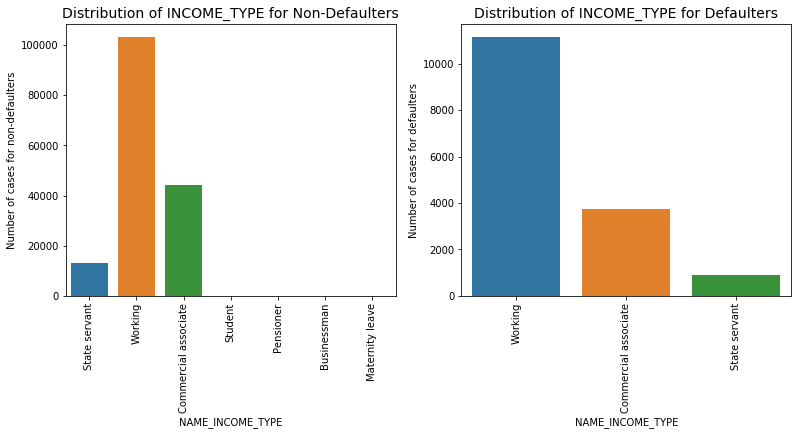 Distribution of INCOME_TYPE for Non-Defaulters
Number of cases for non-defaulters
100000
80000
60000
40000
20000
0
State servant
Working
Commercial associate
Student
Pensioner
Businessman
Maternity leave
NAME_INCOME_TYPE
Distribution of INCOME_TYPE for Defaulters
Number of cases for defaulters
10000
8000
6000
4000
2000
0
Working
Commercial associate
State servant
NAME_INCOME_TYPE